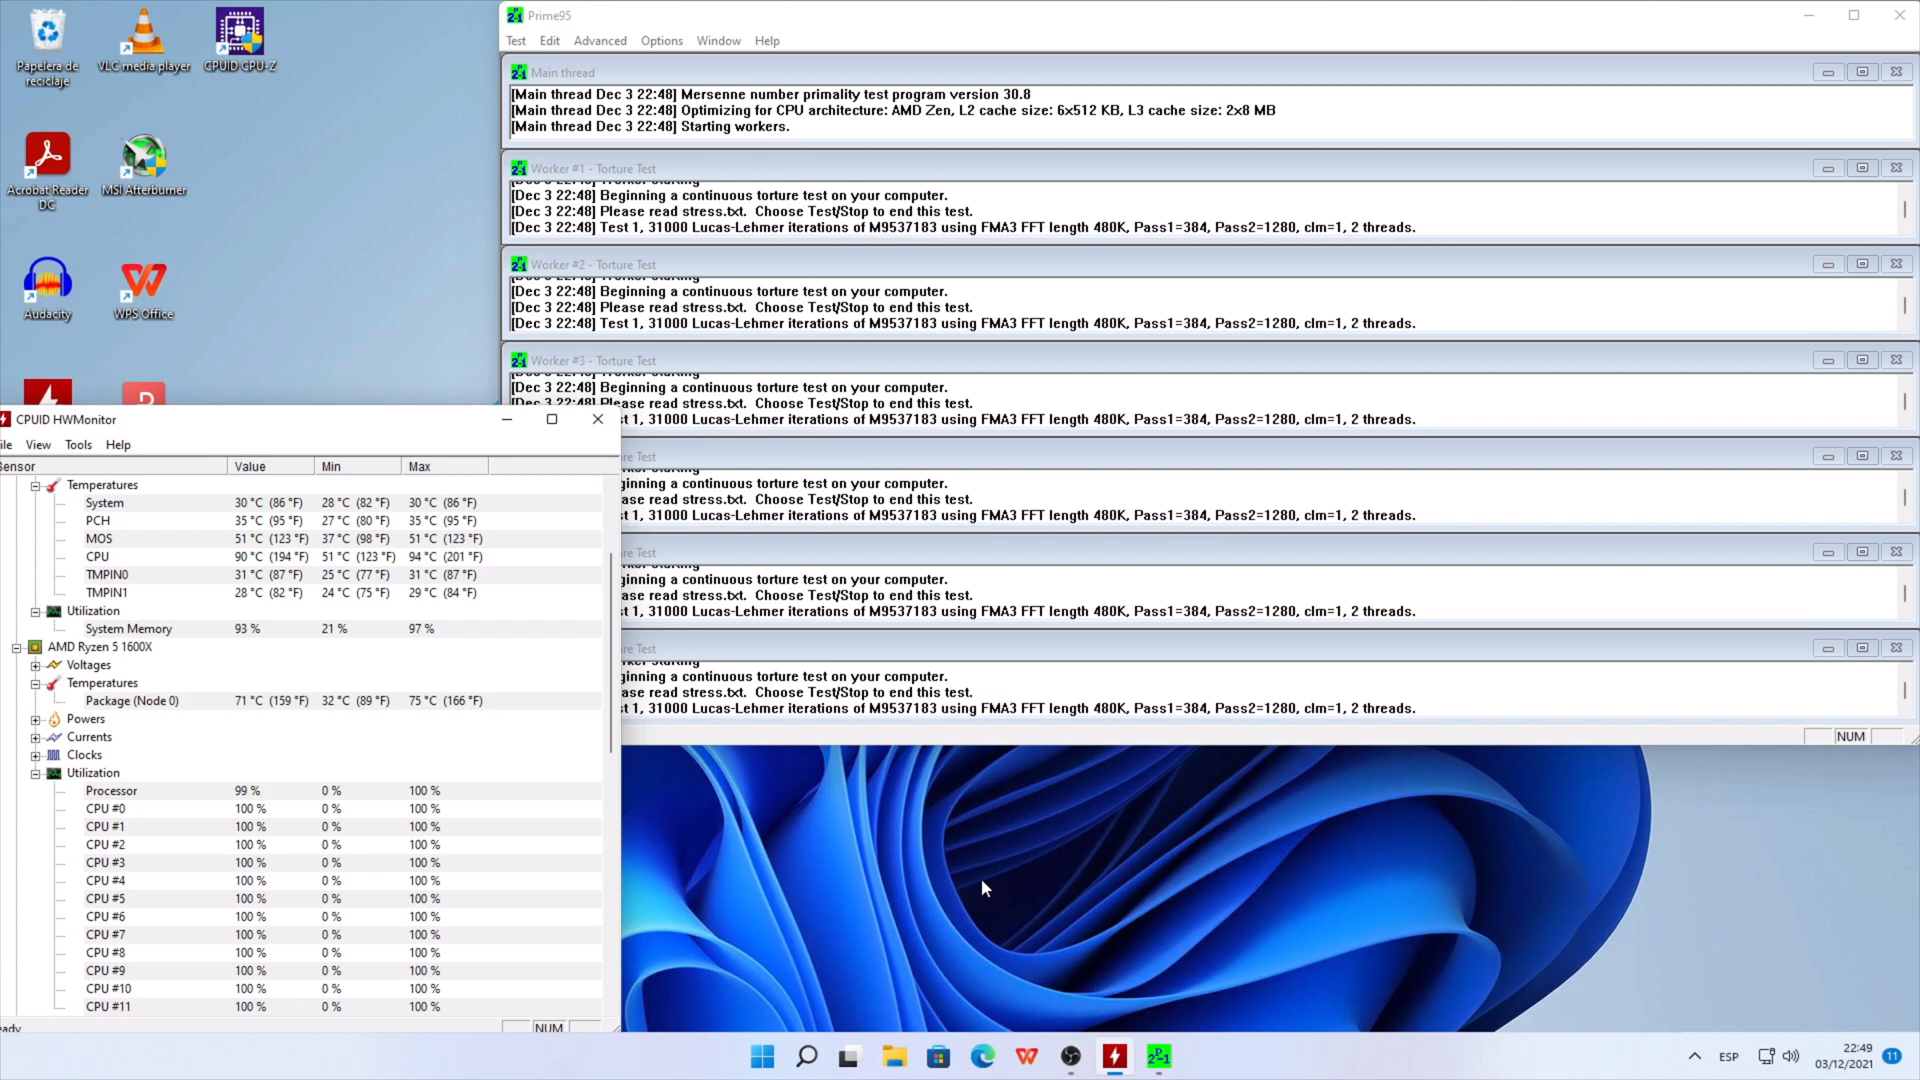 Papelera de
reciclaje
VLC media player
CPUID CPU-Z
Acrobat Reader
DC
MSI Afterburner
Audacity
WPS Office
Prime95
Test Edit Advanced Options Window Help
Main thread
[Main thread Dec 3 22:48] Mersenne number primality test program version 30.8
[Main thread Dec 3 22:48] Optimizing for CPU architecture: AMD Zen, L2 cache size: 6x512 KB, L3 cache size: 2x8 MB
[Main thread Dec 3 22:48] Starting workers.
Worker #1 - Torture Test
[Dec 3 22:48] Beginning a continuous torture test on your computer.
[Dec 3 22:48] Please read stress.txt. Choose Test/Stop to end this test.
[Dec 3 22:48] Test 1, 31000 Lucas-Lehmer iterations of M9537183 using FMA3 FFT length 480K, Pass1=384, Pass2=1280, clm=1, 2 threads.
Worker #2 - Torture Test
[Dec 3 22:48] Beginning a continuous torture test on your computer.
[Dec 3 22:48] Please read stress.txt. Choose Test/Stop to end this test.
[Dec 3 22:48] Test 1, 31000 Lucas-Lehmer iterations of M9537183 using FMA3 FFT length 480K, Pass1=384, Pass2=1280, clm=1, 2 threads.
Worker #3 - Torture Test
[Dec 3 22:48] Beginning a continuous torture test on your computer.
[Dec 3 22:48] Please read stress.txt. Choose Test/Stop to end this test.
st 1, 31000 Lucas-Lehmer iterations of M9537183 using FMA3 FFT length 480K, Pass1=384, Pass2=1280, clm=1, 2 threads.
re Test
ginning a continuous torture test on your computer.
ase read stress.txt. Choose Test/Stop to end this test.
st 1, 31000 Lucas-Lehmer iterations of M9537183 using FMA3 FFT length 480K, Pass1=384, Pass2=1280, clm=1, 2 threads.
re Test
ginning a continuous torture test on your computer.
ase read stress.txt. Choose Test/Stop to end this test.
st 1, 31000 Lucas-Lehmer iterations of M9537183 using FMA3 FFT length 480K, Pass1=384, Pass2=1280, clm=1, 2 threads.
re Test
ginning a continuous torture test on your computer.
ase read stress.txt. Choose Test/Stop to end this test.
st 1, 31000 Lucas-Lehmer iterations of M9537183 using FMA3 FFT length 480K, Pass1=384, Pass2=1280, clm=1, 2 threads.
NUM
CPUID HWMonitor
ile View Tools Help
Sensor Value Min Max
Temperatures
System 30 °C (86 °F) 28 °C (82 °F) 30 °C (86 °F)
PCH 35 °C (95 °F) 27 °C (80 °F) 35 °C (95 °F)
MOS 51 °C (123 °F) 37 °C (98 °F) 51 °C (123 °F)
CPU 90 °C (194 °F) 51 °C (123 °F) 94 °C (201 °F)
TMPIN0 31 °C (87 °F) 25 °C (77 °F) 31 °C (87 °F)
TMPIN1 28 °C (82 °F) 24 °C (75 °F) 29 °C (84 °F)
Utilization
System Memory 93 % 21 % 97 %
AMD Ryzen 5 1600X
Voltages
Temperatures
Package (Node 0) 71 °C (159 °F) 32 °C (89 °F) 75 °C (166 °F)
Powers
Currents
Clocks
Utilization
Processor 99 % 0 % 100 %
CPU #0 100 % 0 % 100 %
CPU #1 100 % 0 % 100 %
CPU #2 100 % 0 % 100 %
CPU #3 100 % 0 % 100 %
CPU #4 100 % 0 % 100 %
CPU #5 100 % 0 % 100 %
CPU #6 100 % 0 % 100 %
CPU #7 100 % 0 % 100 %
CPU #8 100 % 0 % 100 %
CPU #9 100 % 0 % 100 %
CPU #10 100 % 0 % 100 %
CPU #11 100 % 0 % 100 %
eady NUM
ESP
22:49
03/12/2021
11